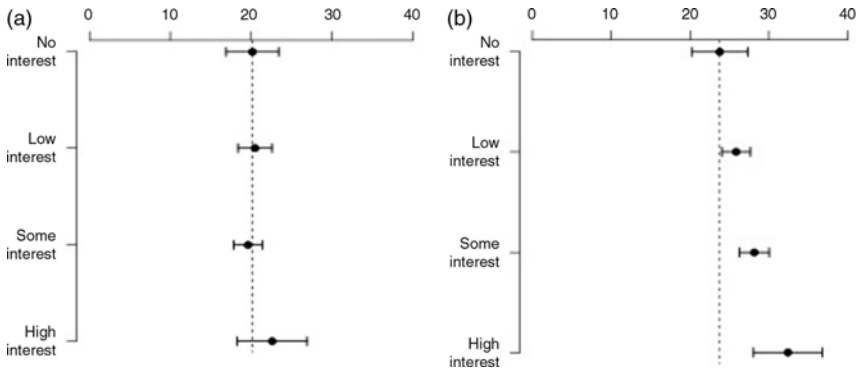 (a)
0 10 20 30 40
No
interest
Low
interest
Some
interest
High
interest
(b)
0 10 20 30 40
No
interest
Low
interest
Some
interest
High
interest